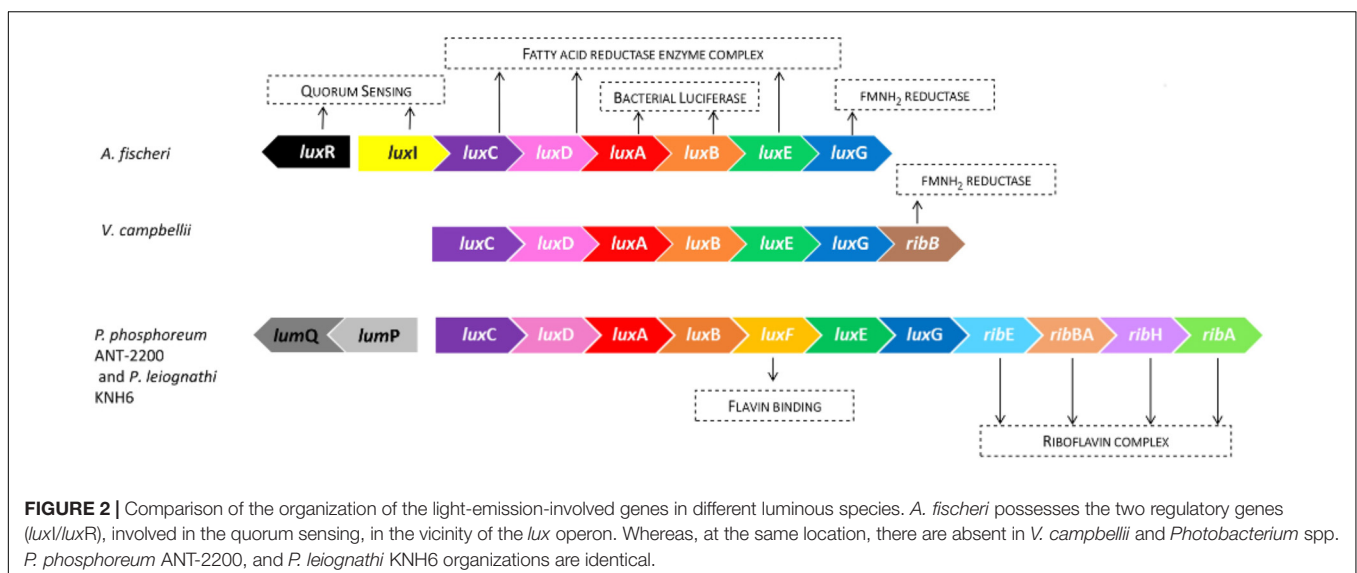 FATTY ACID REDUCTASE ENZYME COMPLEX
QUORUM SENSING
BACTERIAL LUCIFERASE
FMNH₂ REDUCTASE
A. fischeri
luxR luxI luxC luxD luxA luxB luxE luxG
FMNH₂ REDUCTASE
V. campbellii
luxC luxD luxA luxB luxE luxG ribB
P. phosphoreum
ANT-2200
and P. leiognathi
KNH6
lumQ lumP luxC luxD luxA luxB luxF luxE luxG ribE ribBA ribH ribA
FLAVIN BINDING
RIBOFLAVIN COMPLEX
FIGURE 2 | Comparison of the organization of the light-emission-involved genes in different luminous species. A. fischeri possesses the two regulatory genes
(luxI/luxR), involved in the quorum sensing, in the vicinity of the lux operon. Whereas, at the same location, there are absent in V. campbellii and Photobacterium spp.
P. phosphoreum ANT-2200, and P. leiognathi KNH6 organizations are identical.